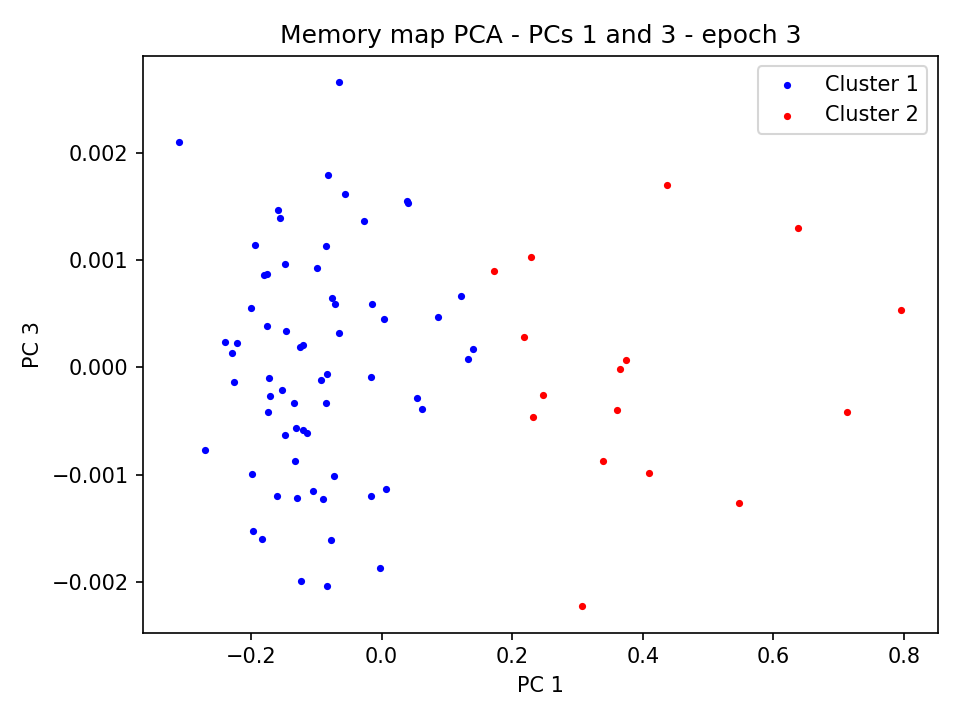 Memory map PCA - PCs 1 and 3 - epoch 3
Cluster 1
Cluster 2
0.002
0.001
0.000
−0.001
−0.002
PC 3
−0.2
0.0
0.2
0.4
0.6
0.8
PC 1